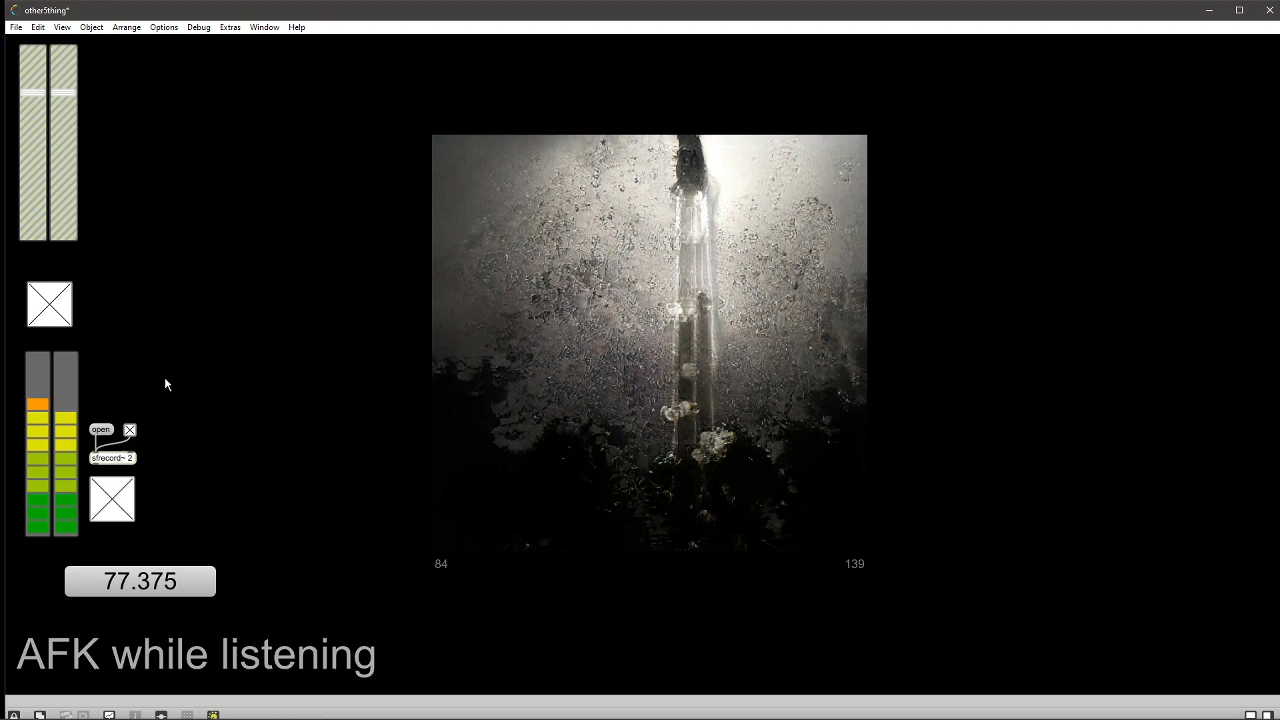 other5thing*
File Edit View Object Arrange Options Debug Extras Window Help
open
sfrecord~ 2
84 139
77.375
AFK while listening